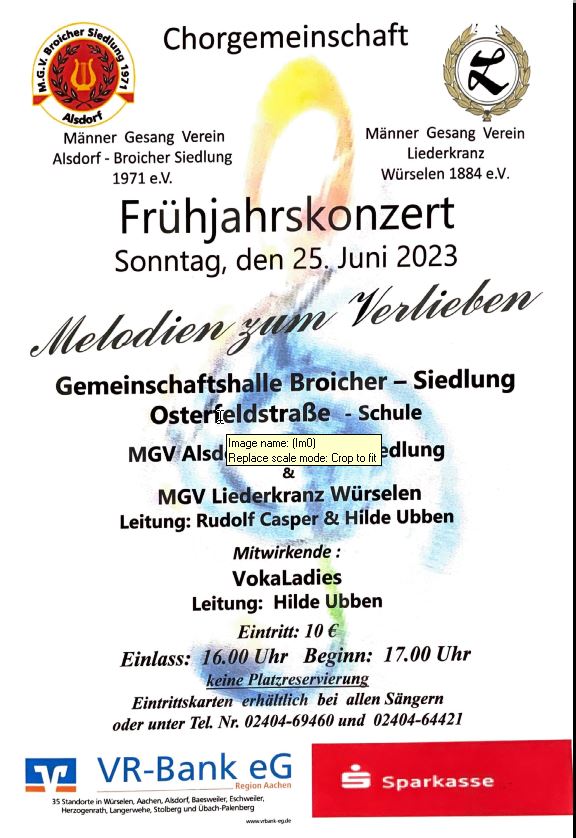 Chorgemeinschaft
M.G.V. Broicher Siedlung 1971
Alsdorf
Männer Gesang Verein
Alsdorf - Broicher Siedlung
1971 e.V.
Männer Gesang Verein
Liederkranz
Würselen 1884 e.V.
Frühjahrskonzert
Sonntag, den 25. Juni 2023
Melodien zum Verlieben
Gemeinschaftshalle Broicher – Siedlung
Osterfeldstraße - Schule
MGV Alsd edlung
Image name: (Im0)
Replace scale mode: Crop to fit
&
MGV Liederkranz Würselen
Leitung: Rudolf Casper & Hilde Ubben
Mitwirkende :
VokaLadies
Leitung: Hilde Ubben
Eintritt: 10 €
Einlass: 16.00 Uhr Beginn: 17.00 Uhr
keine Platzreservierung
Eintrittskarten erhältlich bei allen Sängern
oder unter Tel. Nr. 02404-69460 und 02404-64421
VR-Bank eG
Region Aachen
35 Standorte in Würselen, Aachen, Alsdorf, Baesweiler, Eschweiler,
Herzogenrath, Langerwehe, Stolberg und Übach-Palenberg
www.vrbank-eg.de
Sparkasse